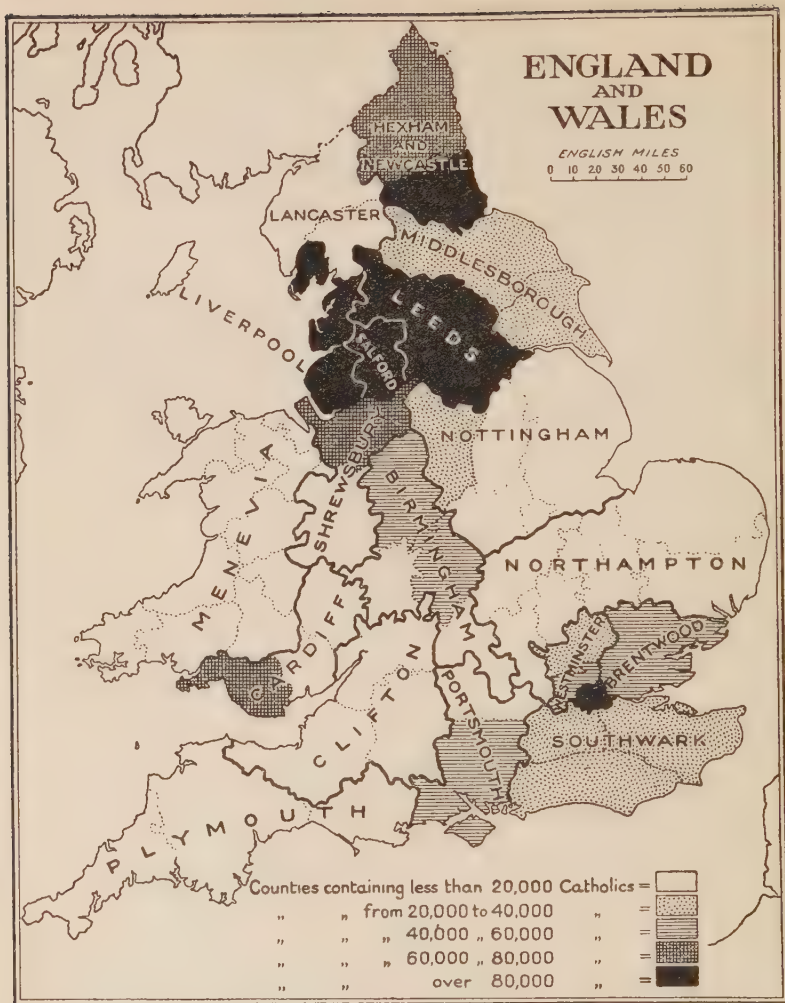 ENGLAND
AND
WALES
ENGLISH MILES
0 10 20 30 40 50 60
HEXHAM
AND
NEWCASTLE
LANCASTER
MIDDLESBOROUGH
LIVERPOOL
LEEDS
SALFORD
NOTTINGHAM
SHREWSBURY
BIRMINGHAM
MENEVIA
NORTHAMPTON
CARDIFF
WESTMINSTER
BRENTWOOD
CLIFTON
PORTSMOUTH
SOUTHWARK
PLYMOUTH
Counties containing less than 20,000 Catholics =
„ „ from 20,000 to 40,000 „ =
„ „ „ 40,000 „ 60,000 „ =
„ „ „ 60,000 „ 80,000 „ =
„ „ over 80,000 „ =